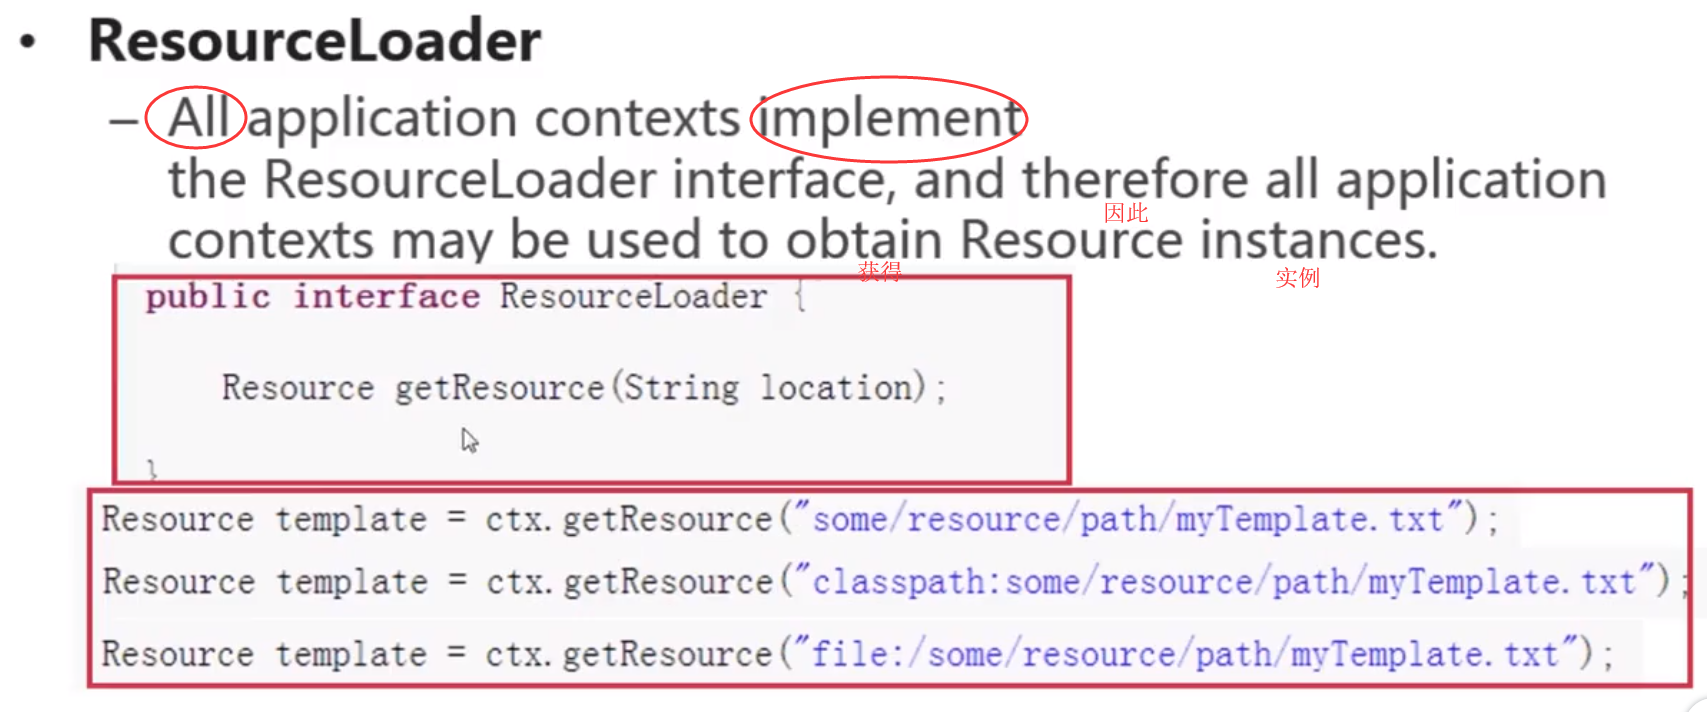 • ResourceLoader
– All application contexts implement
the ResourceLoader interface, and therefore all application
因此
contexts may be used to obtain Resource instances.
获得 实例
public interface ResourceLoader {
Resource getResource(String location);
}
Resource template = ctx.getResource("some/resource/path/myTemplate.txt");
Resource template = ctx.getResource("classpath:some/resource/path/myTemplate.txt");
Resource template = ctx.getResource("file:/some/resource/path/myTemplate.txt");